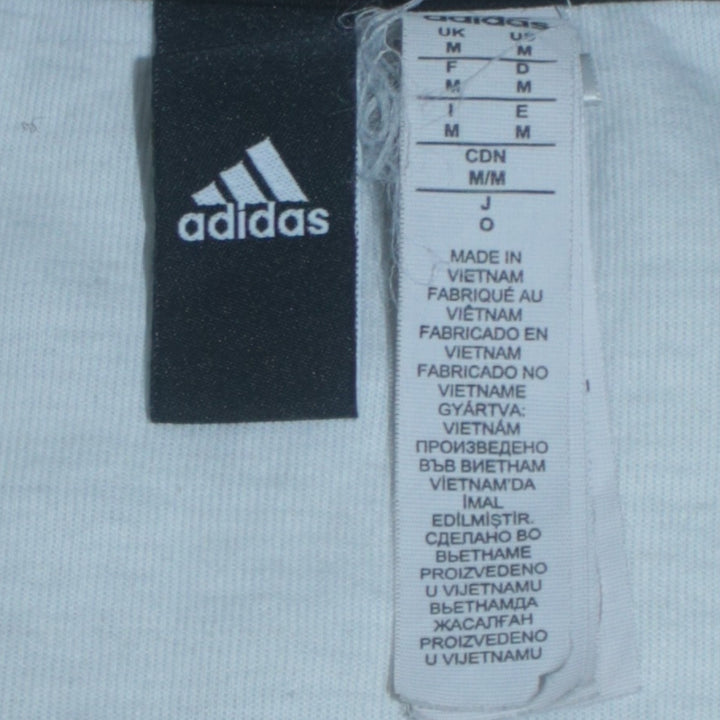 adidas
adidas
UK US
M M
F D
M M
I E
M M
CDN
M/M
J
O
MADE IN
VIETNAM
FABRIQUÉ AU
VIÊTNAM
FABRICADO EN
VIETNAM
FABRICADO NO
VIETNAME
GYÁRTVA:
VIETNÁM
ПРОИЗВЕДЕНО
ВЪВ ВИЕТНАМ
VİETNAM'DA
İMAL
EDİLMİŞTİR.
СДЕЛАНО ВО
ВЬЕТНАМЕ
PROIZVEDENO
U VIJETNAMU
ВЬЕТНАМДА
ЖАСАЛҒАН
PROIZVEDENO
U VIJETNAMU